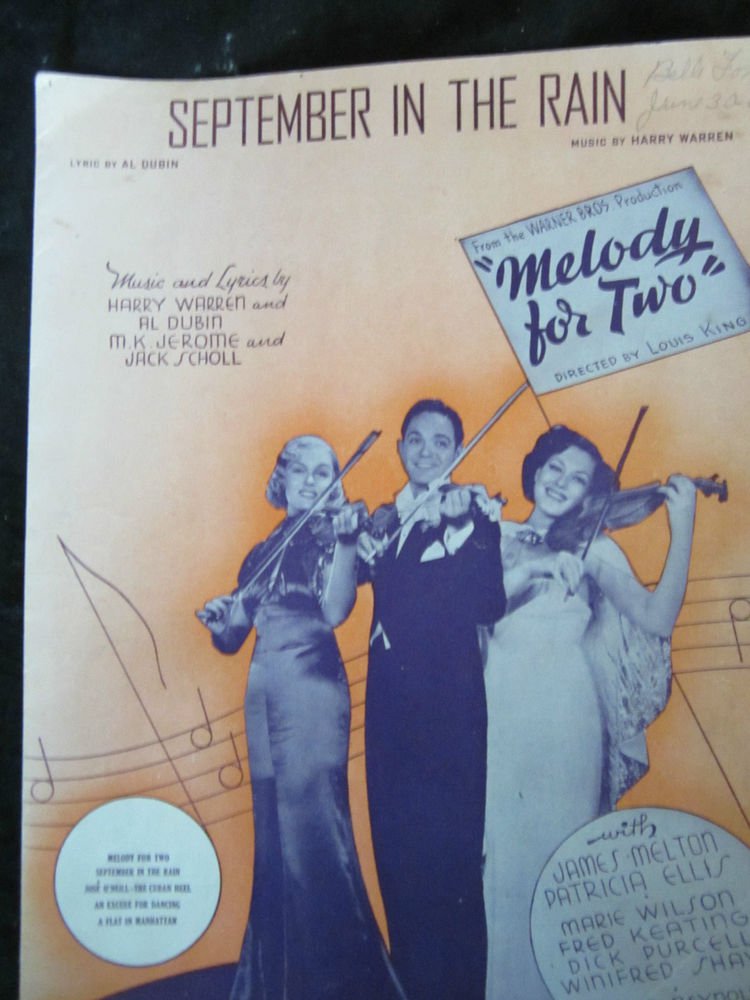 SEPTEMBER IN THE RAIN
LYRIC BY AL DUBIN
MUSIC BY HARRY WARREN
June 30
From the WARNER BROS Production
"Melody
for Two"
DIRECTED BY LOUIS KING
Music and Lyrics by
HARRY WARREN and
AL DUBIN
M.K. JEROME and
JACK SCHOLL
MELODY FOR TWO
SEPTEMBER IN THE RAIN
JOSÉ O'NEILL-THE CUBAN HEEL
AN EXCUSE FOR DANCING
A FLAT IN MANHATTAN
with
JAMES MELTON
PATRICIA ELLIS
MARIE WILSON
FRED KEATING
DICK PURCELL
WINIFRED SHAW